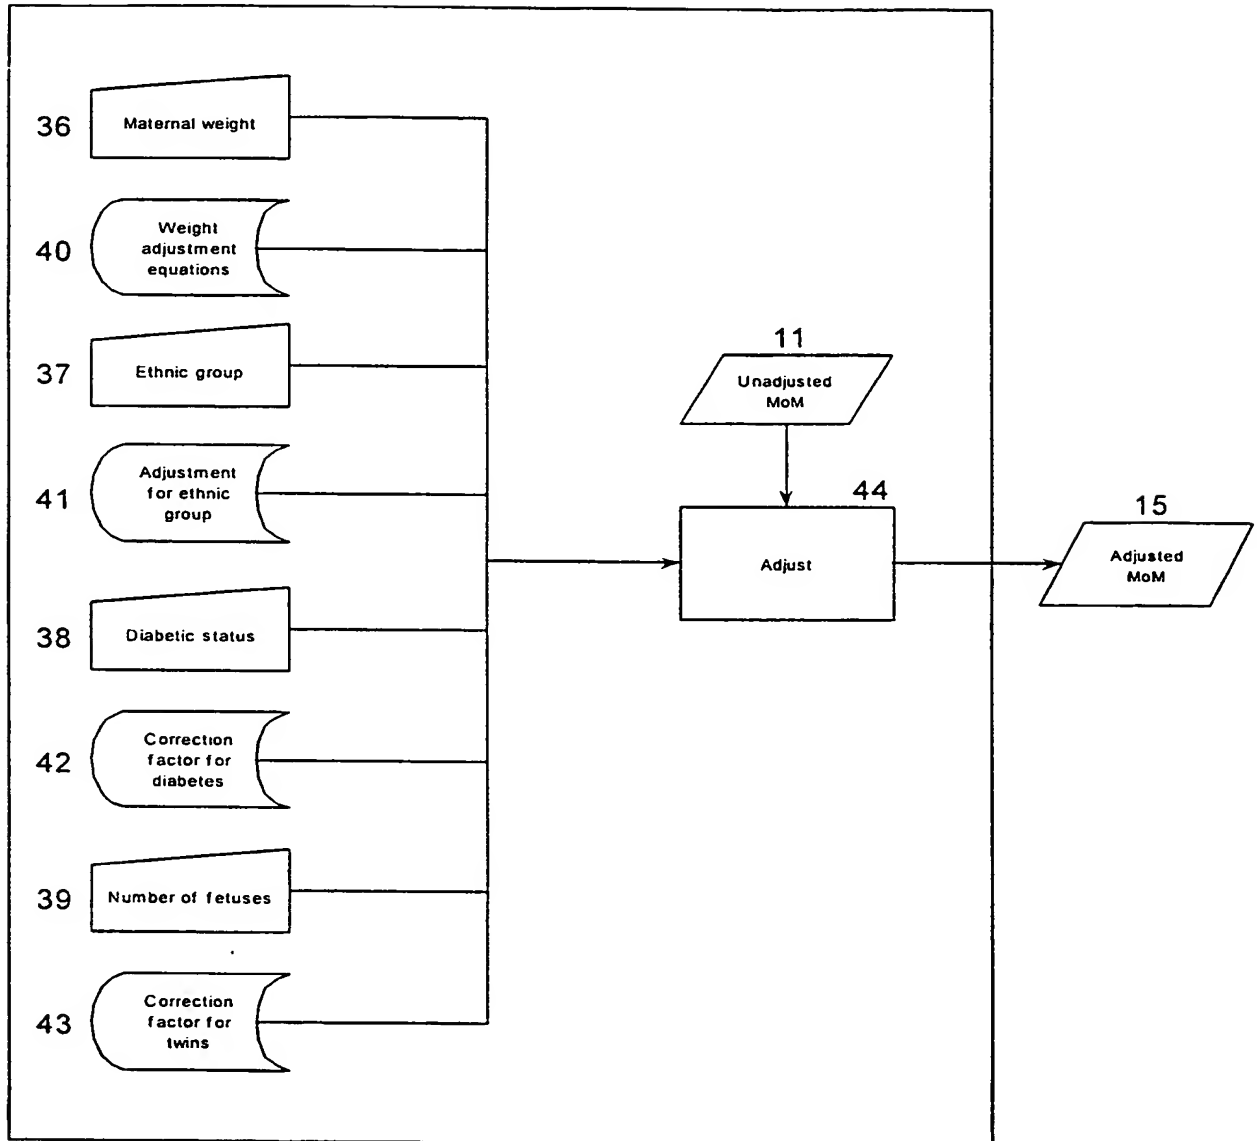 36
Maternal weight
40
Weight
adjustment
equations
37
Ethnic group
41
Adjustment
for ethnic
group
38
Diabetic status
42
Correction
factor for
diabetes
39
Number of fetuses
43
Correction
factor for
twins
11
Unadjusted
MoM
44
Adjust
15
Adjusted
MoM